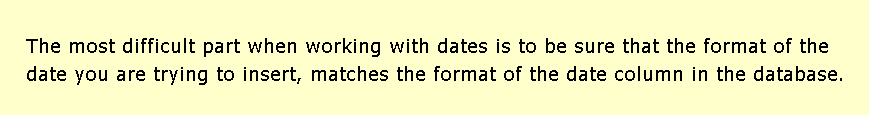 The most difficult part when working with dates is to be sure that the format of the
date you are trying to insert, matches the format of the date column in the database.